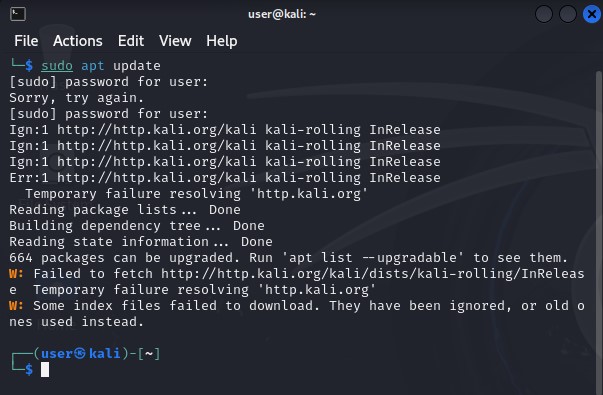 user@kali: ~
File Actions Edit View Help
└─$ sudo apt update
[sudo] password for user:
Sorry, try again.
[sudo] password for user:
Ign:1 http://http.kali.org/kali kali-rolling InRelease
Ign:1 http://http.kali.org/kali kali-rolling InRelease
Ign:1 http://http.kali.org/kali kali-rolling InRelease
Err:1 http://http.kali.org/kali kali-rolling InRelease
  Temporary failure resolving 'http.kali.org'
Reading package lists... Done
Building dependency tree... Done
Reading state information... Done
664 packages can be upgraded. Run 'apt list --upgradable' to see them.
W: Failed to fetch http://http.kali.org/kali/dists/kali-rolling/InReleas
e  Temporary failure resolving 'http.kali.org'
W: Some index files failed to download. They have been ignored, or old o
nes used instead.
┌──(user㉿kali)-[~]
└─$